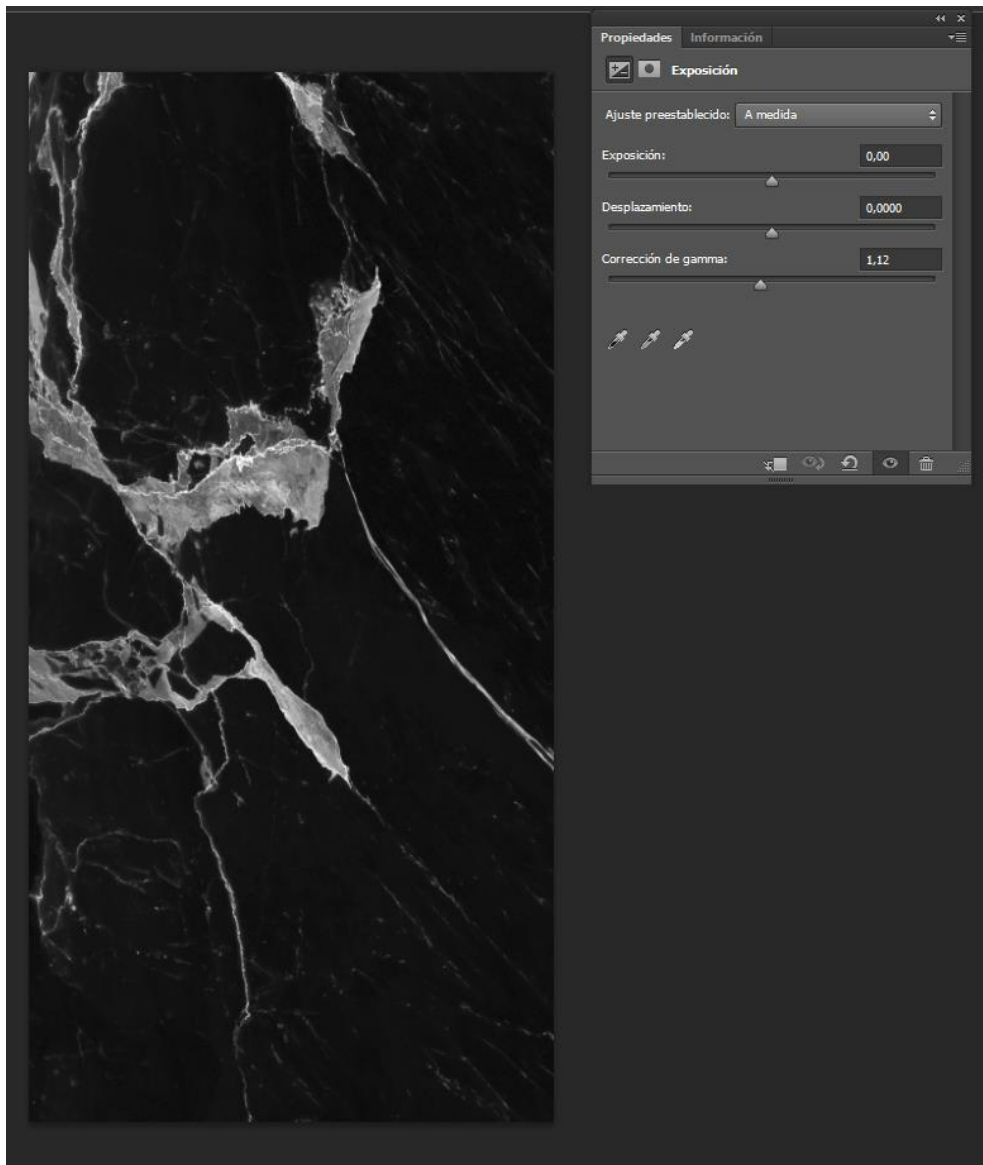 Propiedades Información
Exposición
Ajuste preestablecido: A medida
Exposición: 0,00
Desplazamiento: 0,0000
Corrección de gamma: 1,12